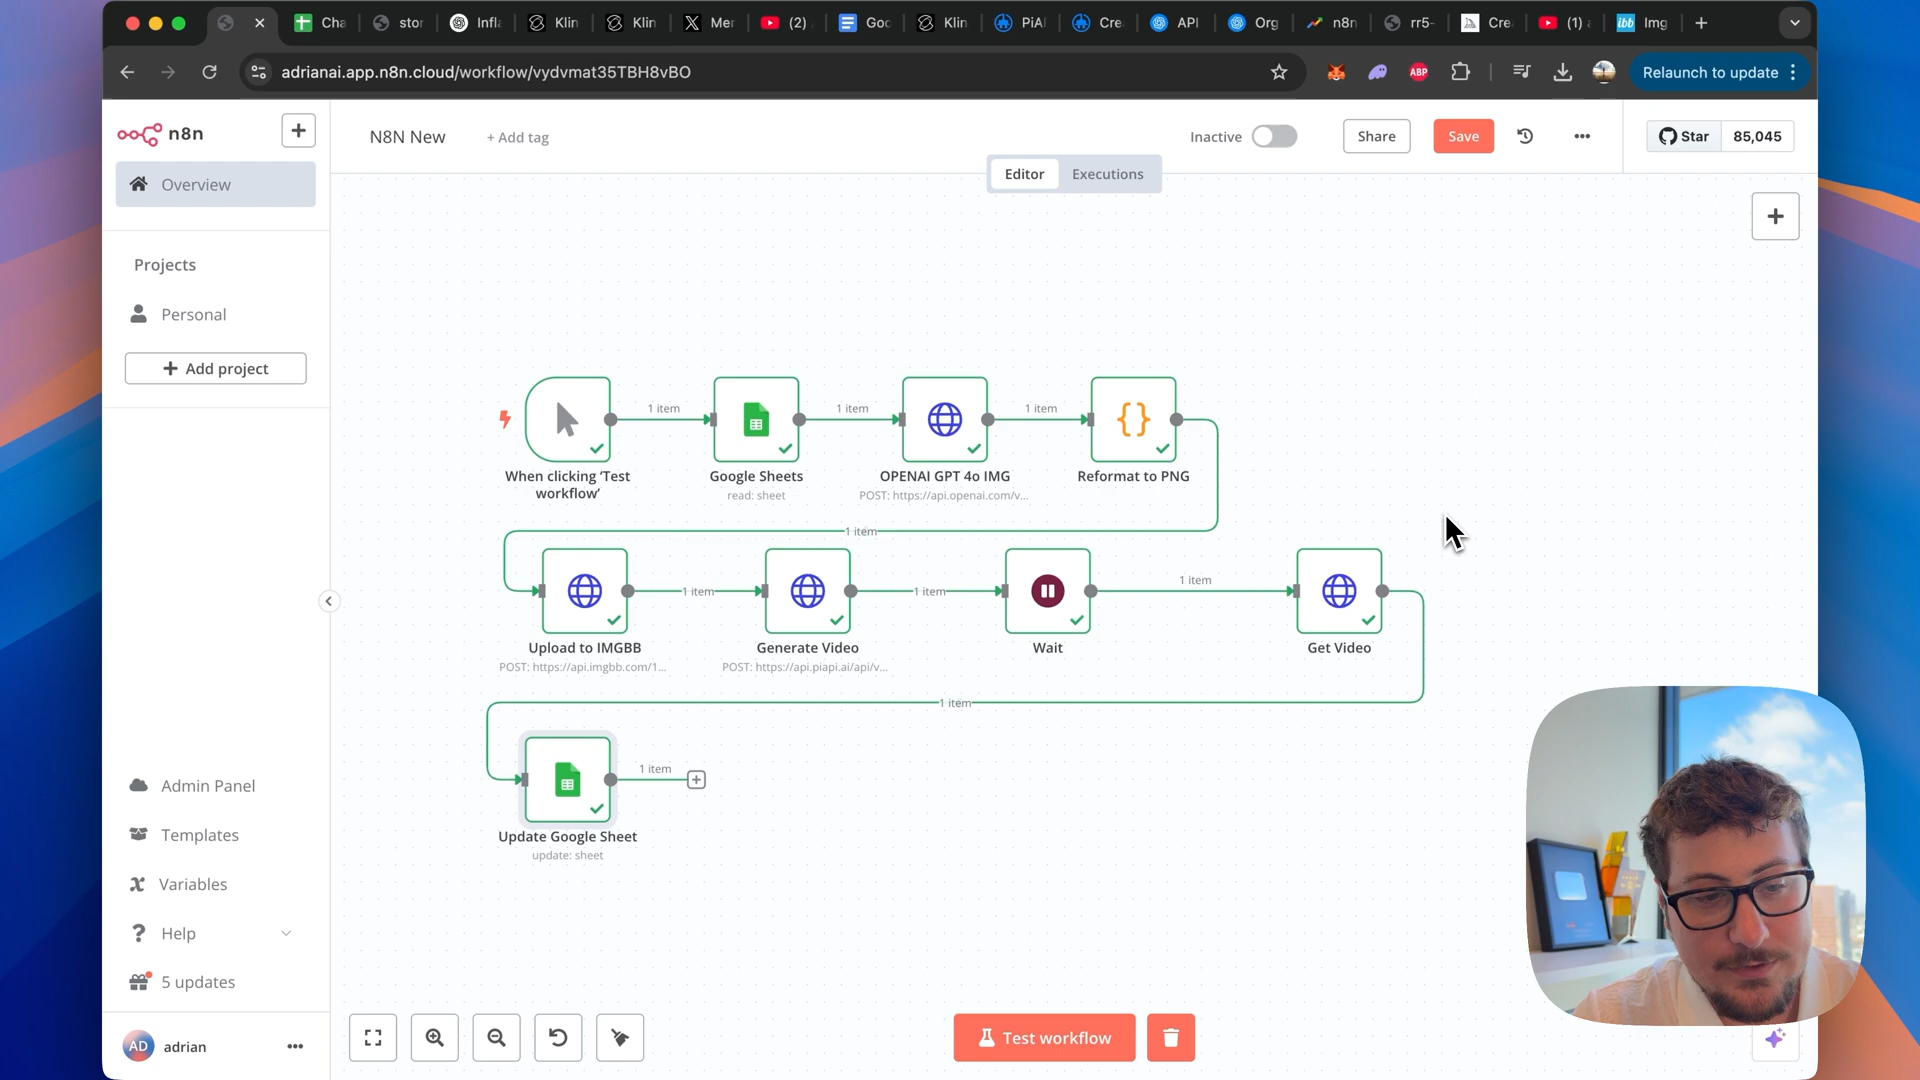 Cha
stor
Infla
Klin
Klin
Mer
(2)
Goo
Klin
PiAI
Cre
API
Org
n8n
rr5-
Cre
(1) a
ibb Img
adrianai.app.n8n.cloud/workflow/vydvmat35TBH8vBO
ABP
Relaunch to update
n8n
N8N New
+ Add tag
Inactive
Share
Save
Star
85,045
Editor
Executions
Overview
Projects
Personal
Add project
1 item
1 item
1 item
When clicking ‘Test
workflow’
Google Sheets
read: sheet
OPENAI GPT 4o IMG
POST: https://api.openai.com/v...
Reformat to PNG
1 item
1 item
1 item
1 item
Upload to IMGBB
POST: https://api.imgbb.com/1...
Generate Video
POST: https://api.piapi.ai/api/v...
Wait
Get Video
1 item
1 item
Update Google Sheet
update: sheet
Admin Panel
Templates
Variables
Help
5 updates
AD
adrian
Test workflow